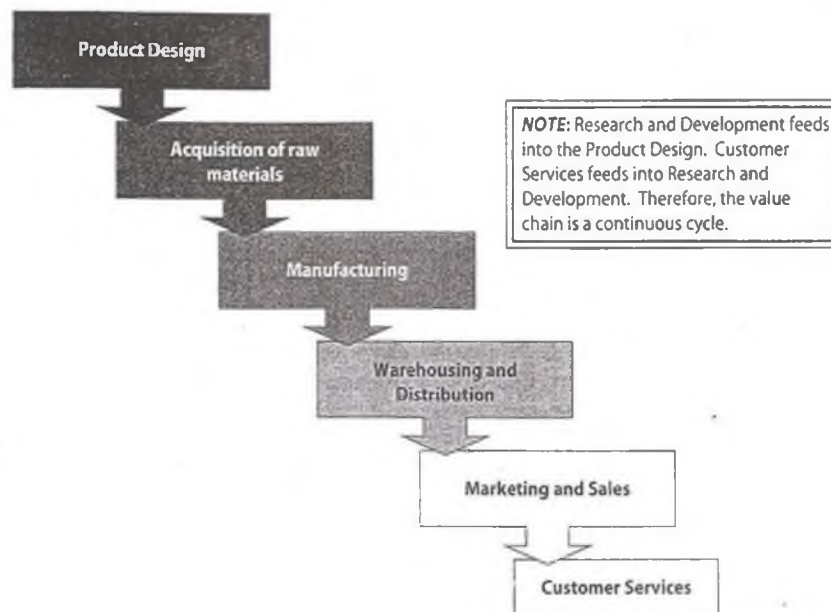 Product Design
Acquisition of raw
materials
NOTE: Research and Development feeds
into the Product Design. Customer
Services feeds into Research and
Development. Therefore, the value
chain is a continuous cycle.
Manufacturing
Warehousing and
Distribution
Marketing and Sales
Customer Services